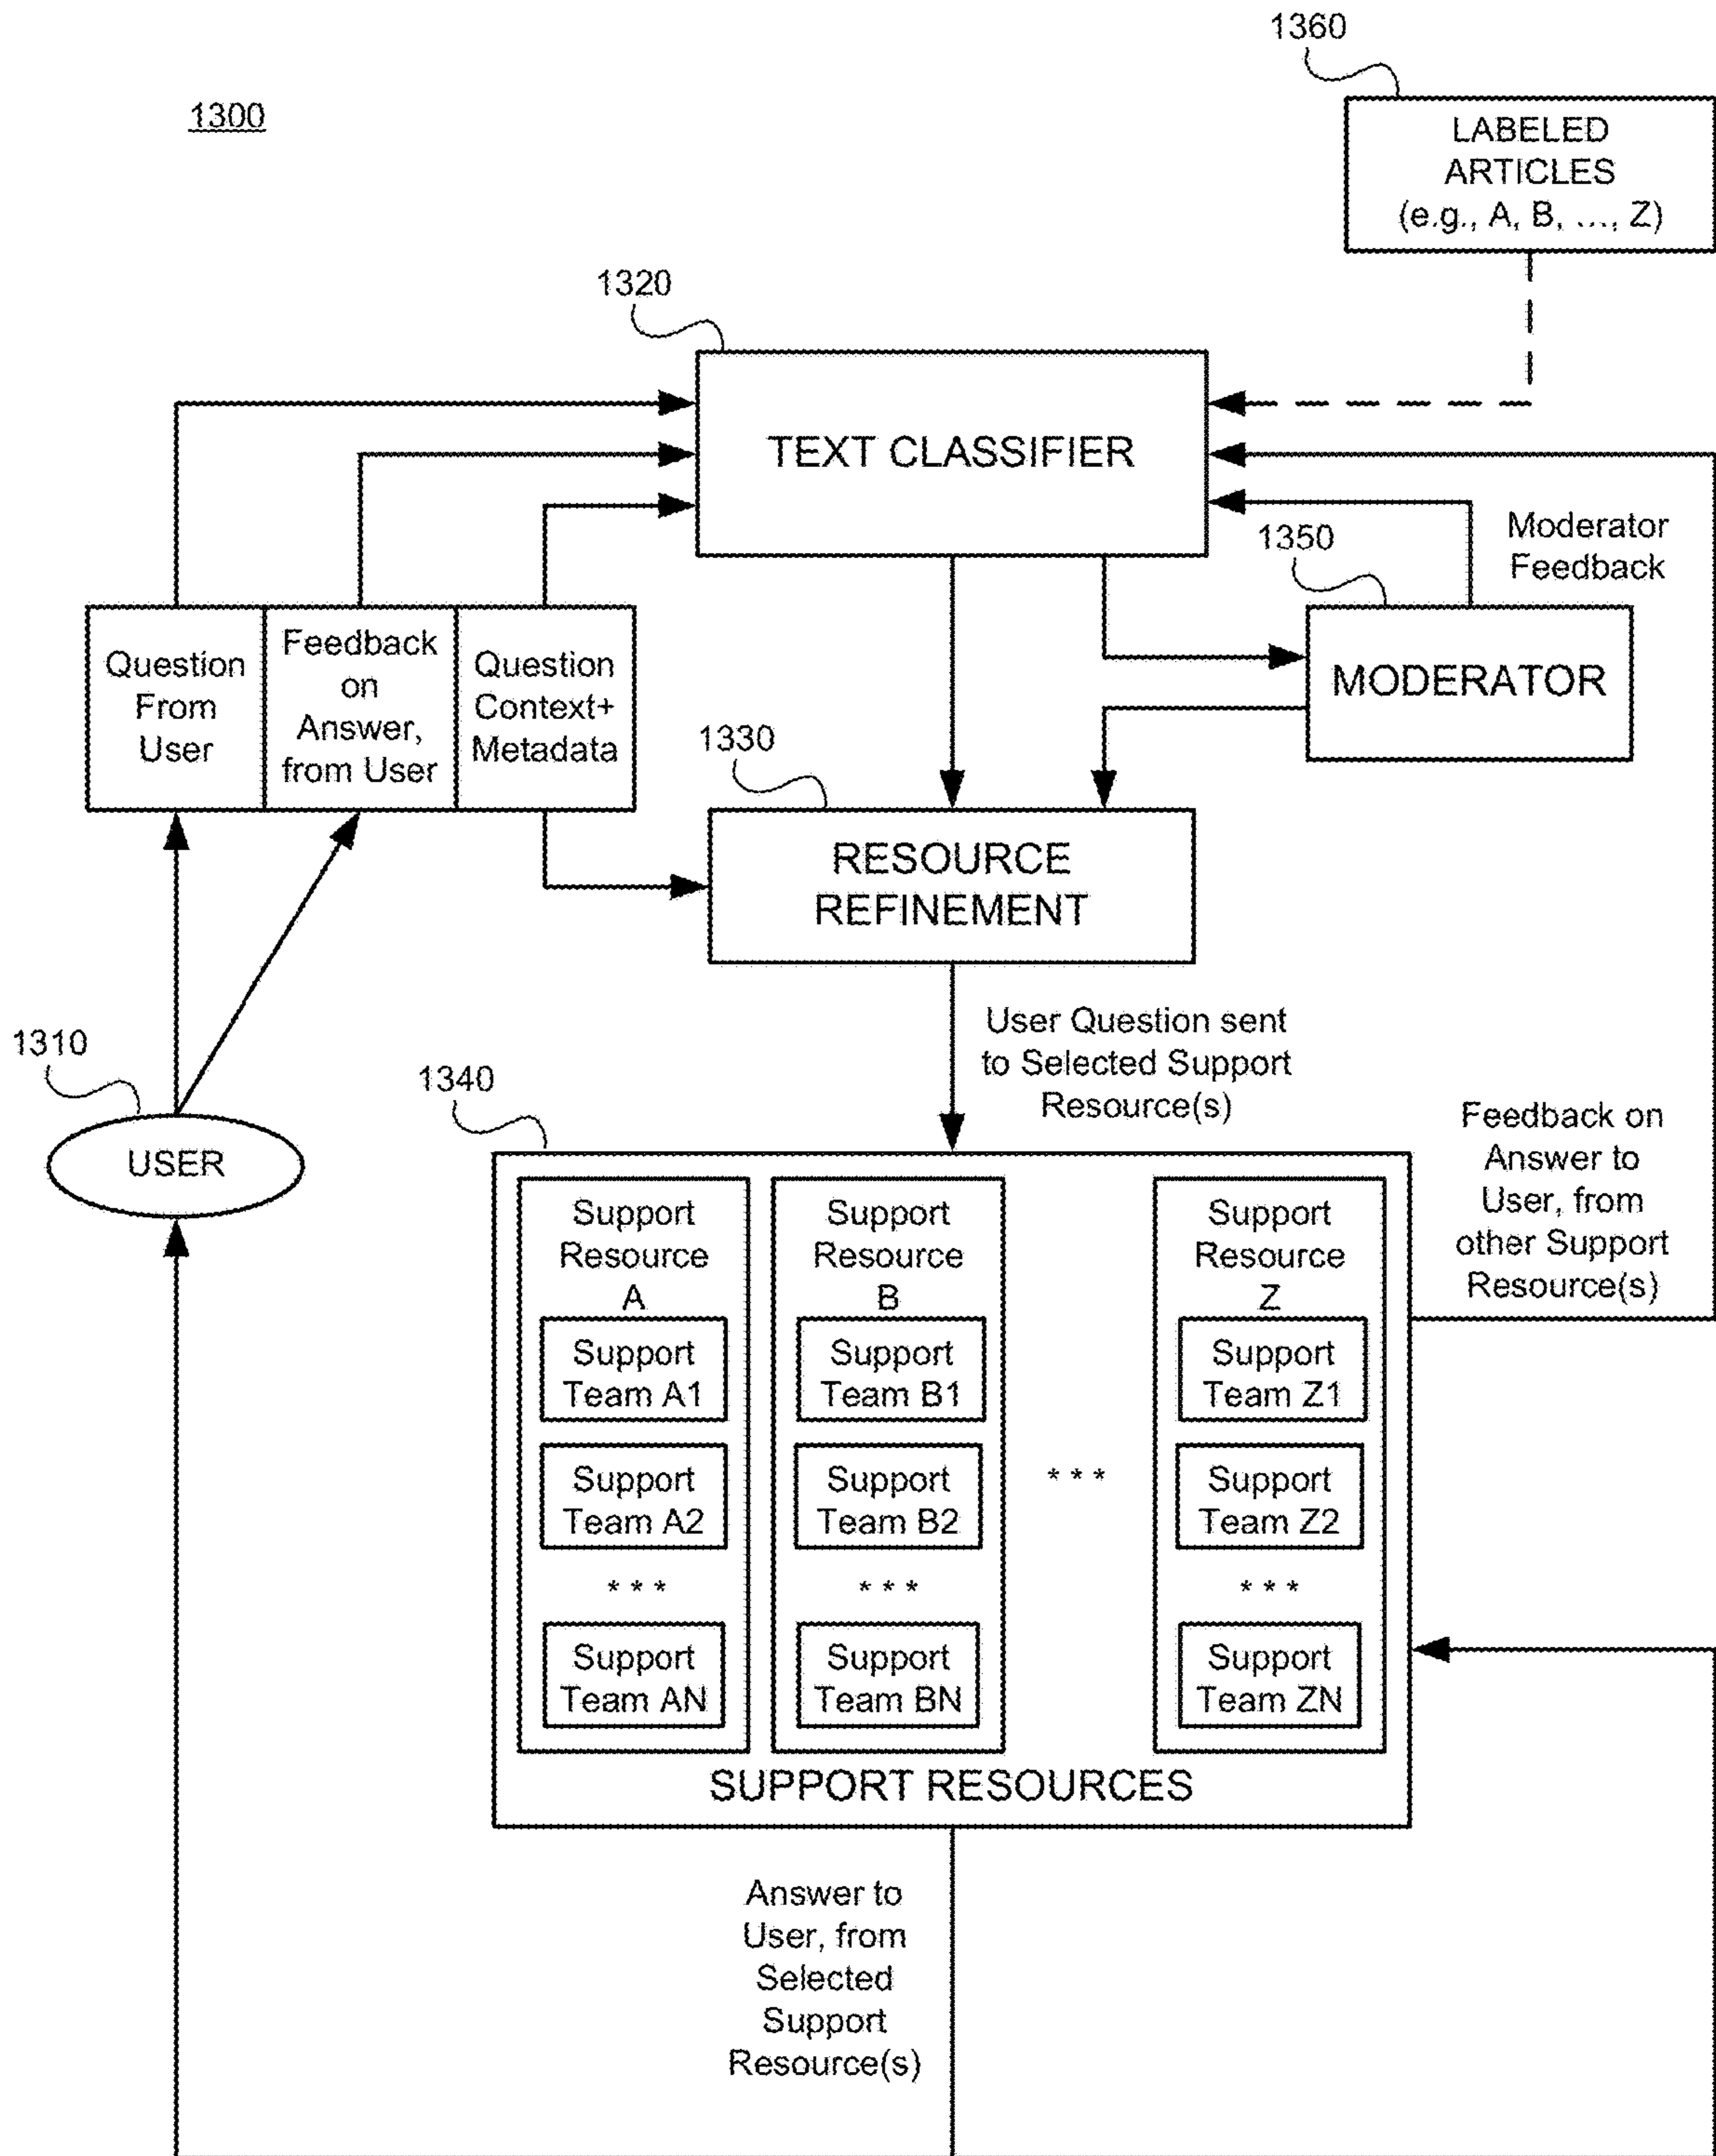 1360
1300
LABELED
ARTICLES
(e.g., A, B, ..., Z)
1320
TEXT CLASSIFIER
Moderator
Feedback
1350
MODERATOR
Question
From
User
Feedback
on
Answer,
from User
Question
Context+
Metadata
1330
RESOURCE
REFINEMENT
User Question sent
to Selected Support
Resource(s)
1310
USER
1340
Feedback on
Answer to
User, from
other Support
Resource(s)
Support
Resource
A
Support
Team A1
Support
Team A2
* * *
Support
Team AN
Support
Resource
B
Support
Team B1
Support
Team B2
* * *
Support
Team BN
* * *
Support
Resource
Z
Support
Team Z1
Support
Team Z2
* * *
Support
Team ZN
SUPPORT RESOURCES
Answer to
User, from
Selected
Support
Resource(s)